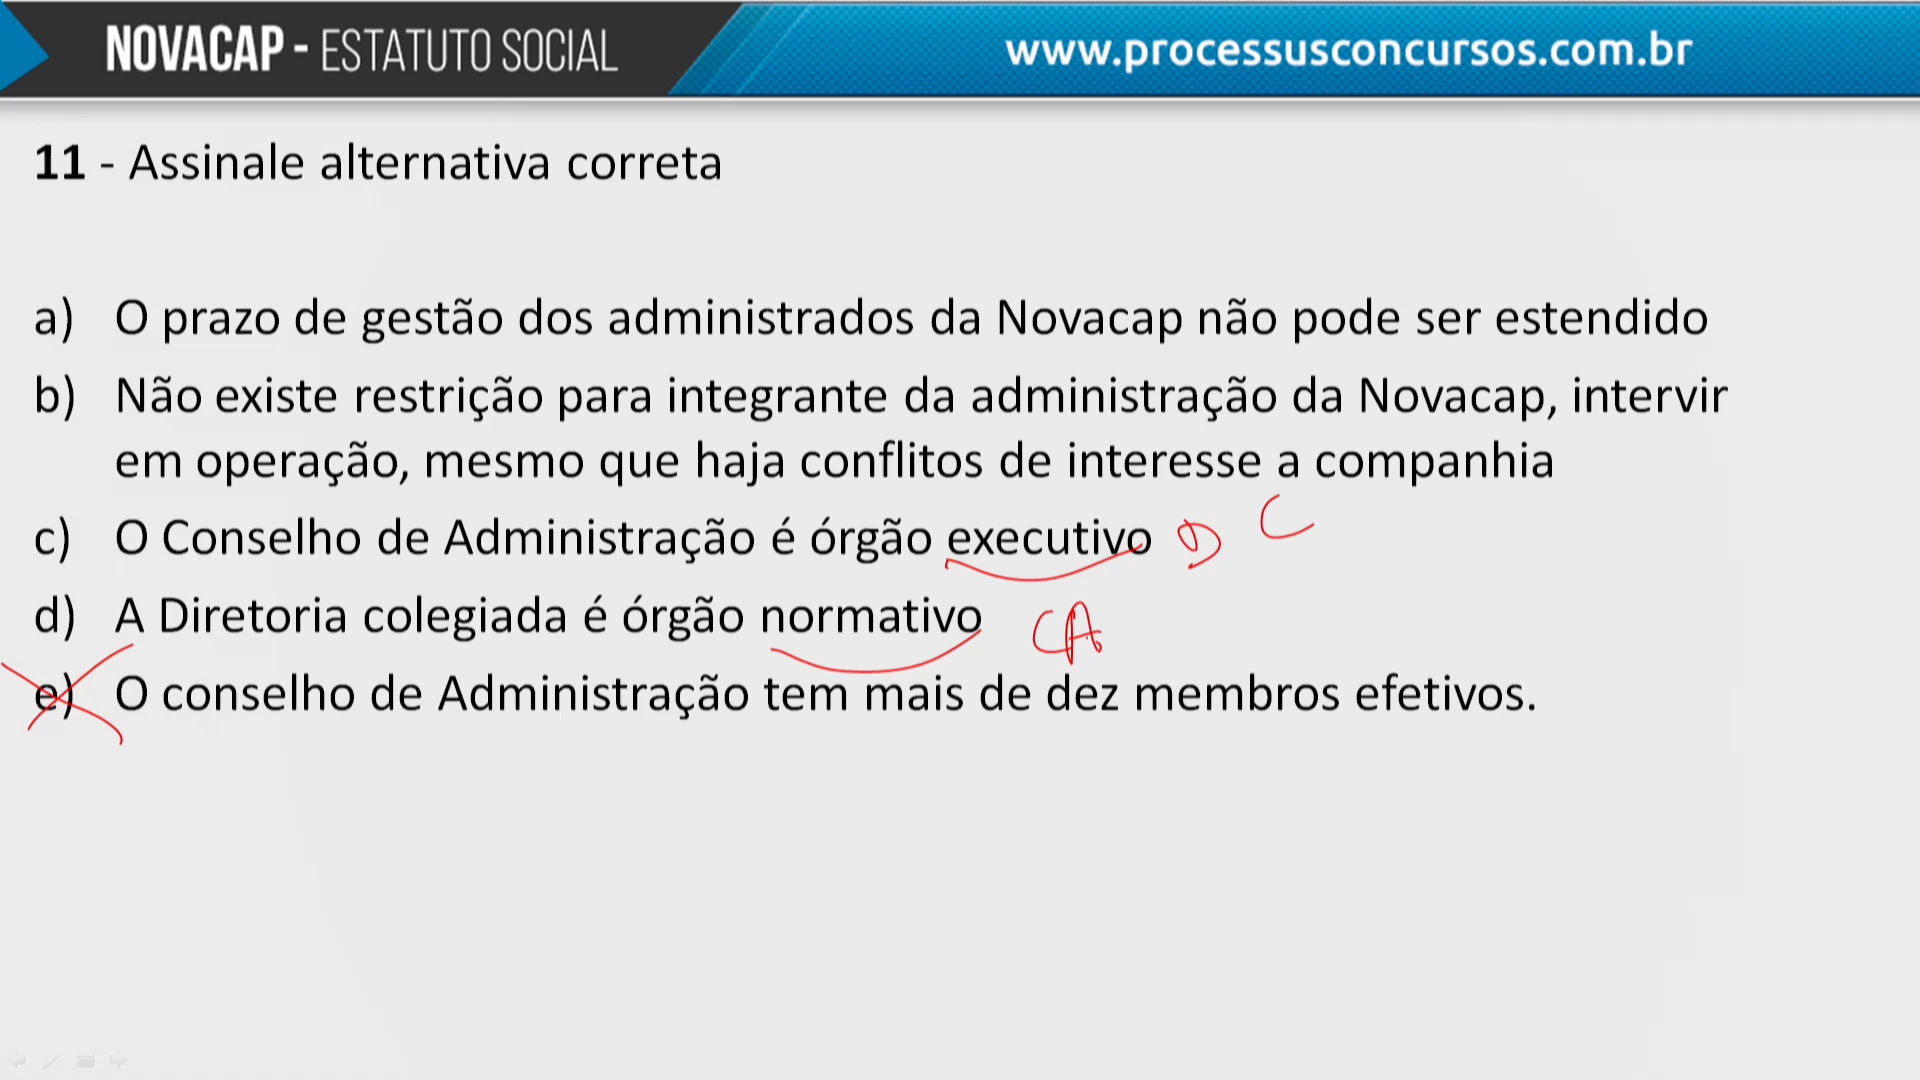 NOVACAP - ESTATUTO SOCIAL
www.processusconcursos.com.br
11 - Assinale alternativa correta
a) O prazo de gestão dos administrados da Novacap não pode ser estendido
b) Não existe restrição para integrante da administração da Novacap, intervir
em operação, mesmo que haja conflitos de interesse a companhia
c) O Conselho de Administração é órgão executivo D C
d) A Diretoria colegiada é órgão normativo CA
e) O conselho de Administração tem mais de dez membros efetivos.